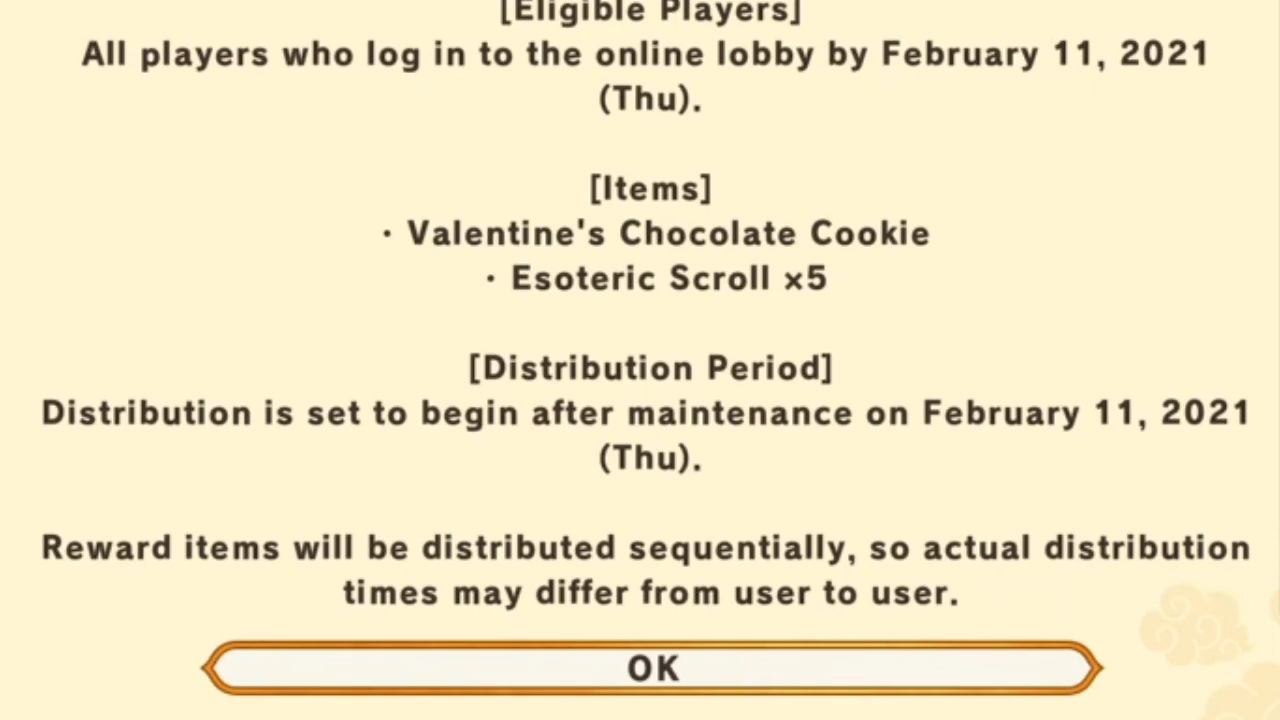 [Eligible Players]
All players who log in to the online lobby by February 11, 2021
(Thu).
[Items]
· Valentine's Chocolate Cookie
· Esoteric Scroll ×5
[Distribution Period]
Distribution is set to begin after maintenance on February 11, 2021
(Thu).
Reward items will be distributed sequentially, so actual distribution
times may differ from user to user.
OK